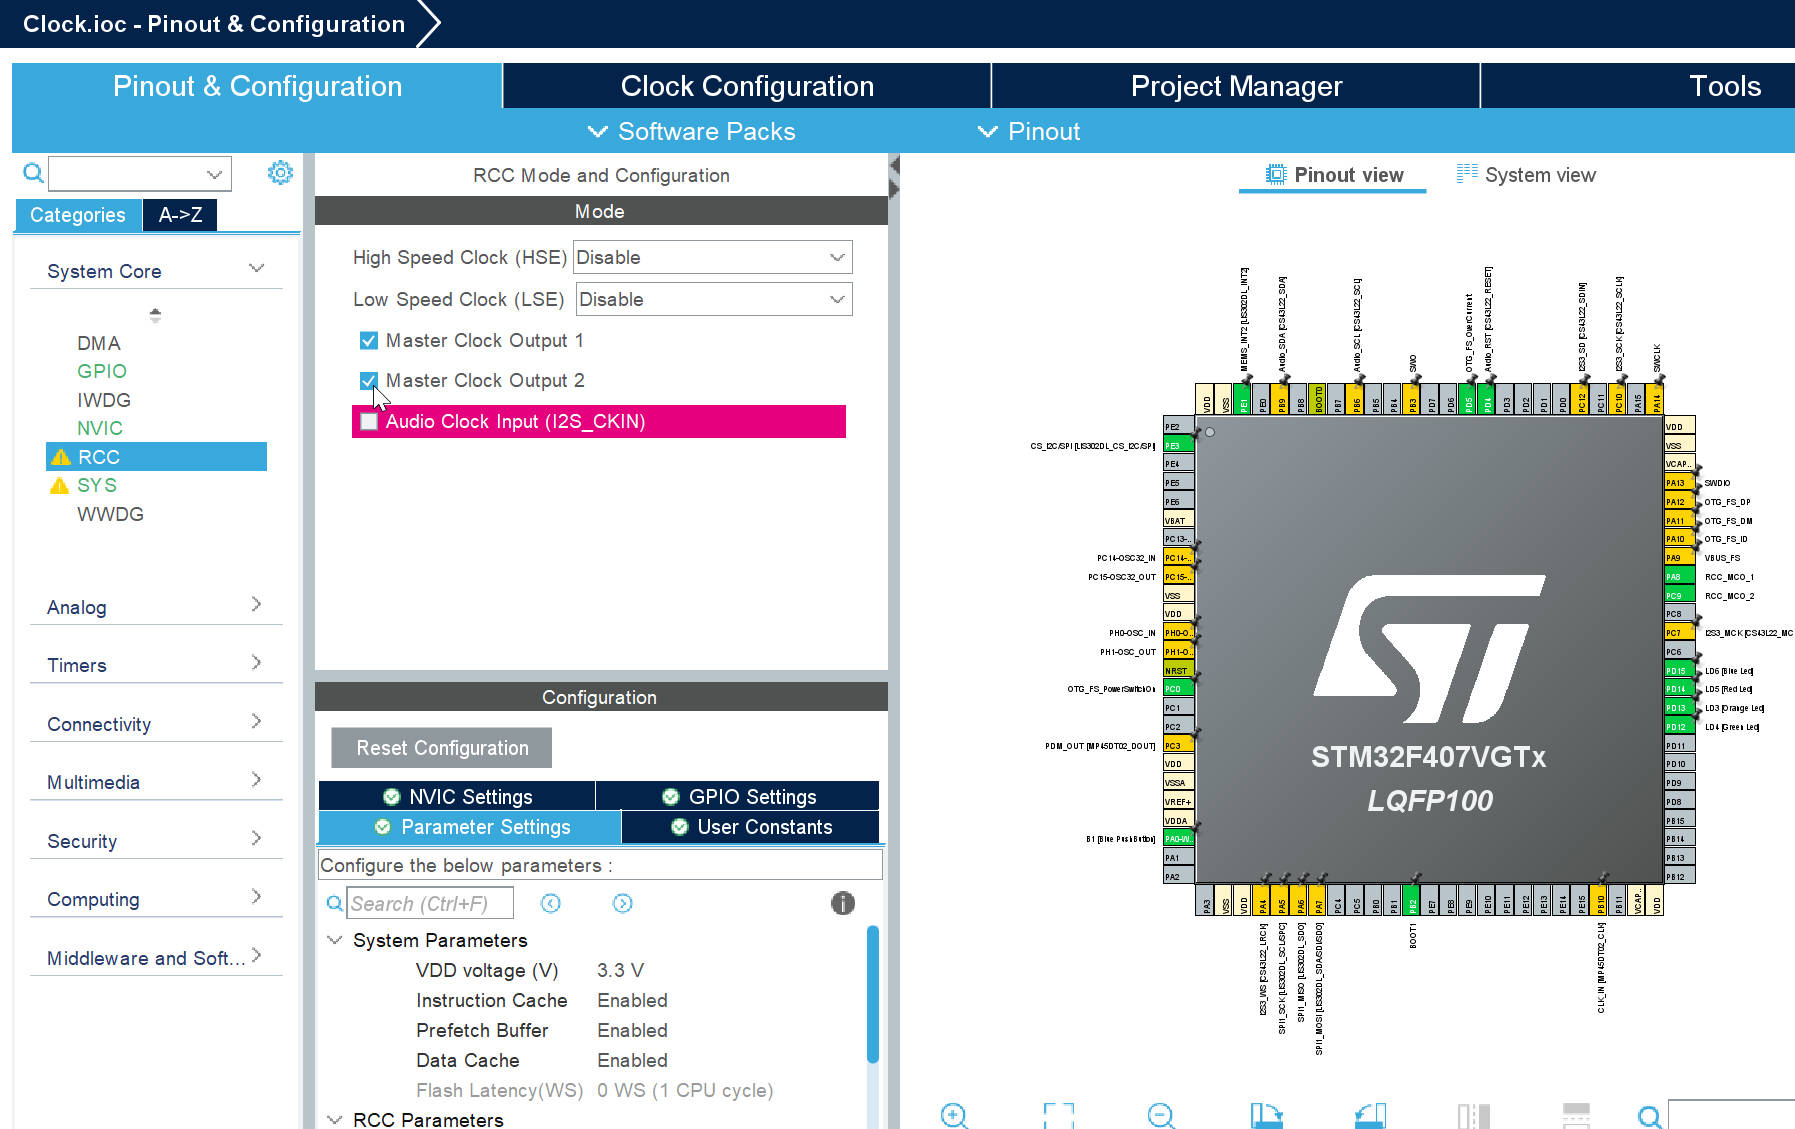 Clock.ioc - Pinout & Configuration
Pinout & Configuration
Clock Configuration
Project Manager
Tools
Software Packs
Pinout
Categories
A->Z
System Core
DMA
GPIO
IWDG
NVIC
RCC
SYS
WWDG
Analog
Timers
Connectivity
Multimedia
Security
Computing
Middleware and Soft...
RCC Mode and Configuration
Mode
High Speed Clock (HSE) Disable
Low Speed Clock (LSE) Disable
Master Clock Output 1
Master Clock Output 2
Audio Clock Input (I2S_CKIN)
Configuration
Reset Configuration
NVIC Settings
GPIO Settings
Parameter Settings
User Constants
Configure the below parameters :
Search (Ctrl+F)
System Parameters
VDD voltage (V) 3.3 V
Instruction Cache Enabled
Prefetch Buffer Enabled
Data Cache Enabled
Flash Latency(WS) 0 WS (1 CPU cycle)
RCC Parameters
Pinout view
System view
MEMS_INT2 [LIS302DL_INT2]
Audio_SDA [CS43L22_SDA]
Audio_SCL [CS43L22_SCL]
SWO
OTG_FS_OverCurrent
Audio_RST [CS43L22_RESET]
I2S3_SD [CS43L22_SDIN]
I2S3_SCK [CS43L22_SCLK]
SWCLK
VDD
VSS
PE1
PE0
PB9
PB8
BOOT0
PB7
PB6
PB5
PB4
PB3
PD7
PD6
PD5
PD4
PD3
PD2
PD1
PD0
PC12
PC11
PC10
PA15
PA14
PE2
CS_I2C/SPI [LIS302DL_CS_I2C/SPI] PE3
PE4
PE5
PE6
VBAT
PC13-..
PC14-OSC32_IN PC14-..
PC15-OSC32_OUT PC15-..
VSS
VDD
PH0-OSC_IN PH0-O..
PH1-OSC_OUT PH1-O..
NRST
OTG_FS_PowerSwitchOn PC0
PC1
PC2
PDM_OUT [MP45DT02_DOUT] PC3
VDD
VSSA
VREF+
VDDA
B1 [Blue PushButton] PA0-W..
PA1
PA2
STM32F407VGTx
LQFP100
VDD
VSS
VCAP..
PA13 SWDIO
PA12 OTG_FS_DP
PA11 OTG_FS_DM
PA10 OTG_FS_ID
PA9 VBUS_FS
PA8 RCC_MCO_1
PC9 RCC_MCO_2
PC8
PC7 I2S3_MCK [CS43L22_MC
PC6
PD15 LD6 [Blue Led]
PD14 LD5 [Red Led]
PD13 LD3 [Orange Led]
PD12 LD4 [Green Led]
PD11
PD10
PD9
PD8
PB15
PB14
PB13
PB12
PA3
VSS
VDD
PA4
PA5
PA6
PA7
PC4
PC5
PB0
PB1
PB2
PE7
PE8
PE9
PE10
PE11
PE12
PE13
PE14
PE15
PB10
PB11
VCAP..
VDD
I2S3_WS [CS43L22_LRCK]
SPI1_SCK [LIS302DL_SCL/SPC]
SPI1_MISO [LIS302DL_SDO]
SPI1_MOSI [LIS302DL_SDA/SDI/SDO]
BOOT1
CLK_IN [MP45DT02_CLK]